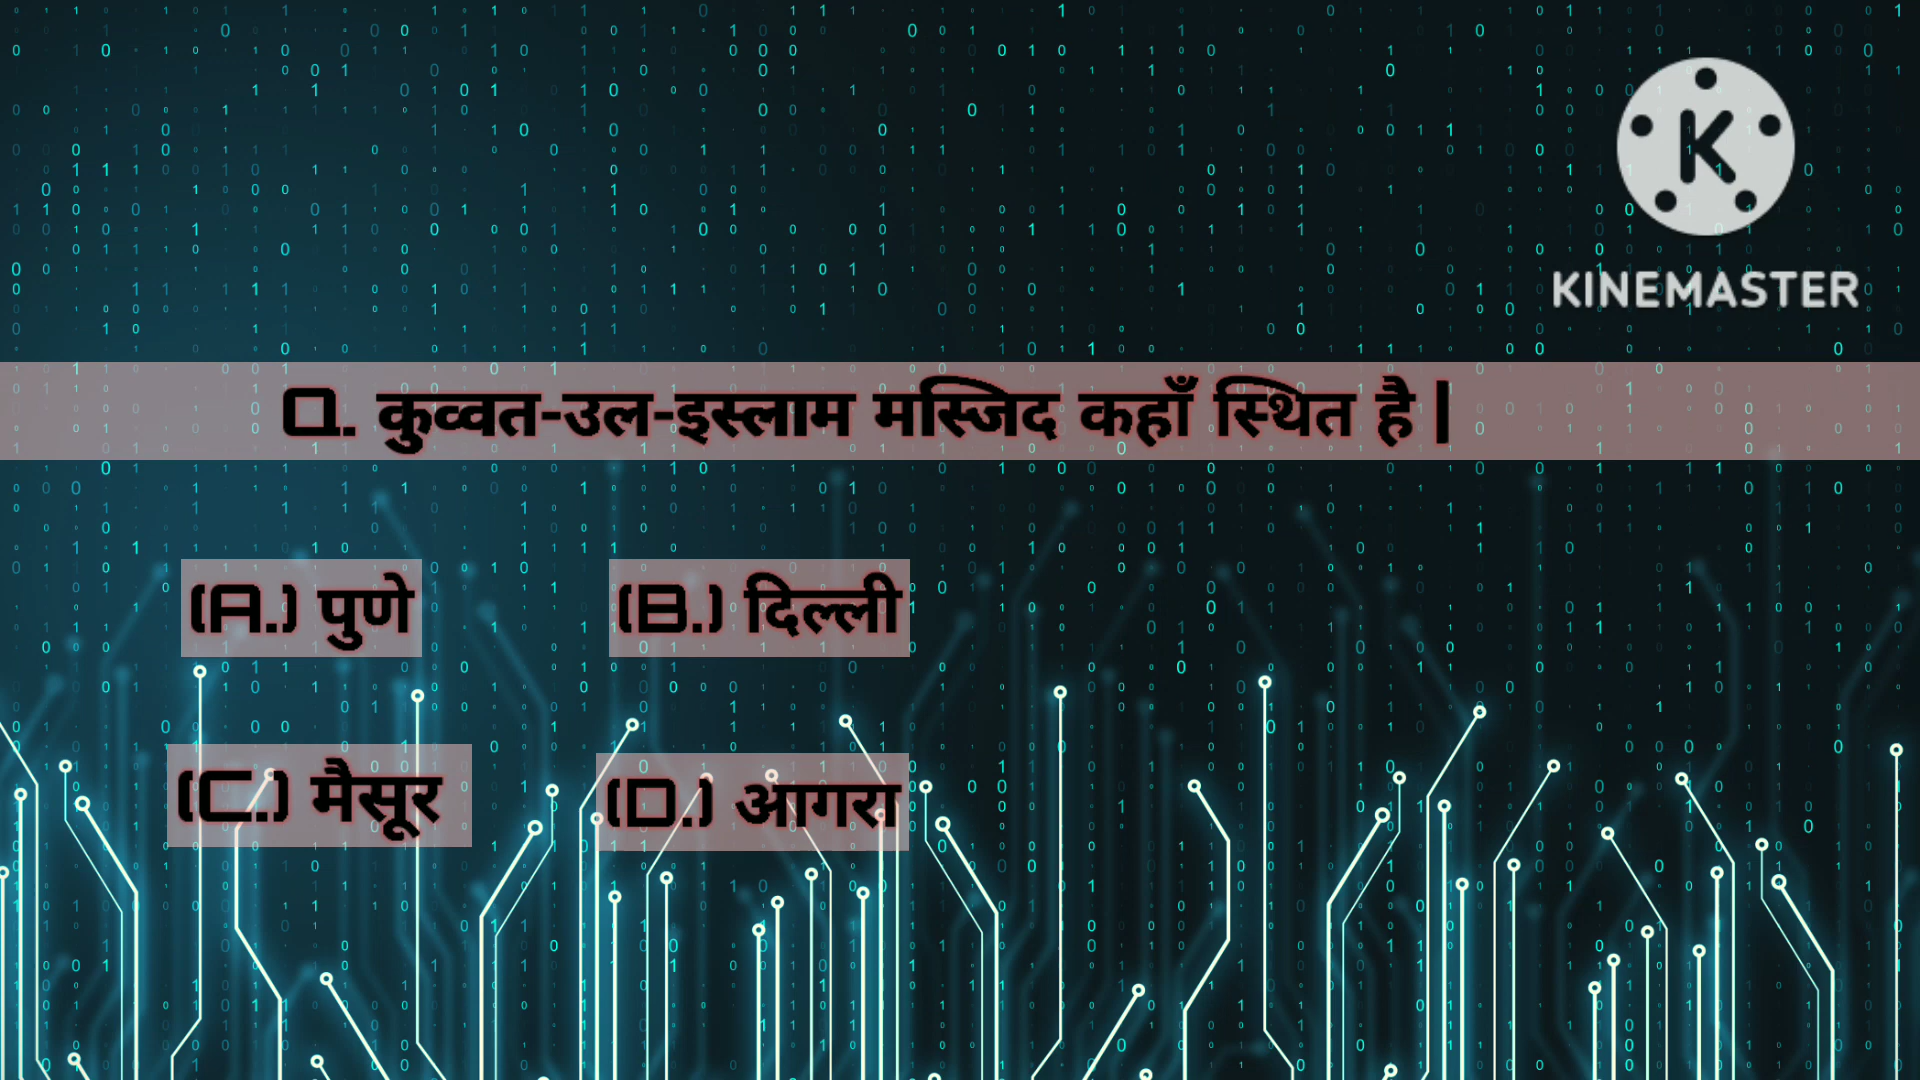 KINEMASTER
Q. कुव्वत-उल-इस्लाम मस्जिद कहाँ स्थित है |
(A.) पुणे
(B.) दिल्ली
(C.) मैसूर
(D.) आगरा